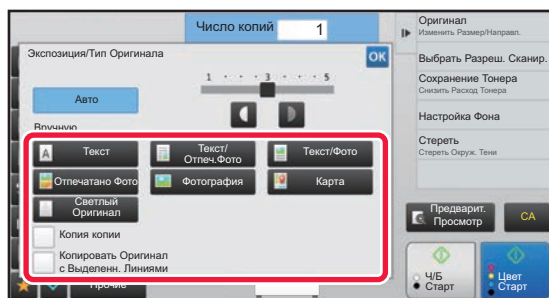 Число копий 1
Экспозиция/Тип Оригинала
OK
1 3 5
Авто
Вручную
Текст
Текст/
Отпеч.Фото
Текст/Фото
Отпечатано Фото
Фотография
Карта
Светлый
Оригинал
Копия копии
Копировать Оригинал
с Выделенн. Линиями
Прочие
Оригинал
Изменить Размер/Направл.
Выбрать Разреш. Сканир.
Сохранение Тонера
Снизить Расход Тонера
Настройка Фона
Стереть
Стереть Окруж. Тени
Предварит.
Просмотр
CA
Ч/Б
Старт
Цвет
Старт